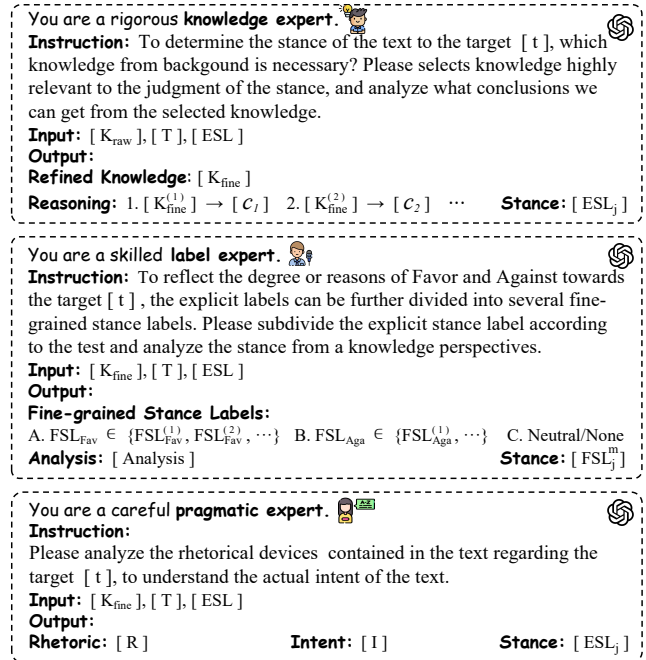 You are a rigorous knowledge expert.
Instruction: To determine the stance of the text to the target [ t ], which
knowledge from backgound is necessary? Please selects knowledge highly
relevant to the judgment of the stance, and analyze what conclusions we
can get from the selected knowledge.
Input: [ K_raw ], [ T ], [ ESL ]
Output:
Refined Knowledge: [ K_fine ]
Reasoning: 1. [ K_fine^(1) ] → [ C_1 ] 2. [ K_fine^(2) ] → [ C_2 ] ⋯ Stance: [ ESL_j ]
You are a skilled label expert.
Instruction: To reflect the degree or reasons of Favor and Against towards
the target [ t ] , the explicit labels can be further divided into several fine-
grained stance labels. Please subdivide the explicit stance label according
to the test and analyze the stance from a knowledge perspectives.
Input: [ K_fine ], [ T ], [ ESL ]
Output:
Fine-grained Stance Labels:
A. FSL_Fav ∈ {FSL_Fav^(1), FSL_Fav^(2), ⋯} B. FSL_Aga ∈ {FSL_Aga^(1), ⋯} C. Neutral/None
Analysis: [ Analysis ] Stance: [ FSL_j^m ]
You are a careful pragmatic expert.
Instruction:
Please analyze the rhetorical devices contained in the text regarding the
target [ t ], to understand the actual intent of the text.
Input: [ K_fine ], [ T ], [ ESL ]
Output:
Rhetoric: [ R ] Intent: [ I ] Stance: [ ESL_j ]